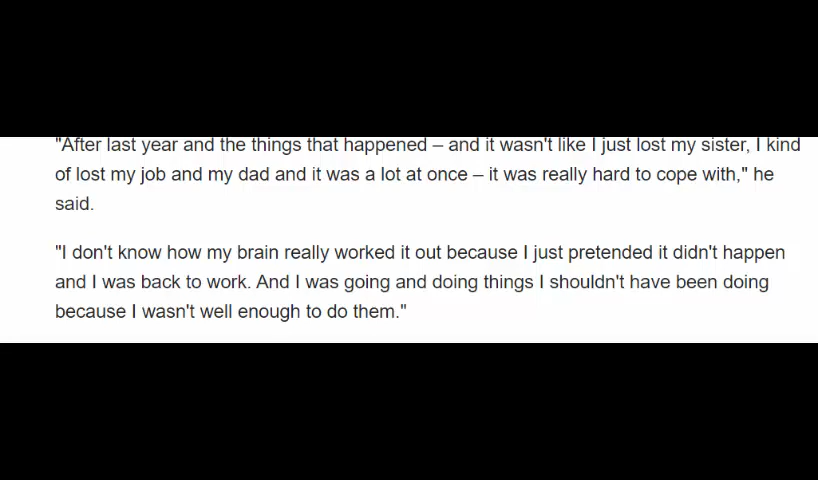 "After last year and the things that happened – and it wasn't like I just lost my sister, I kind
of lost my job and my dad and it was a lot at once – it was really hard to cope with," he
said.
"I don't know how my brain really worked it out because I just pretended it didn't happen
and I was back to work. And I was going and doing things I shouldn't have been doing
because I wasn't well enough to do them."